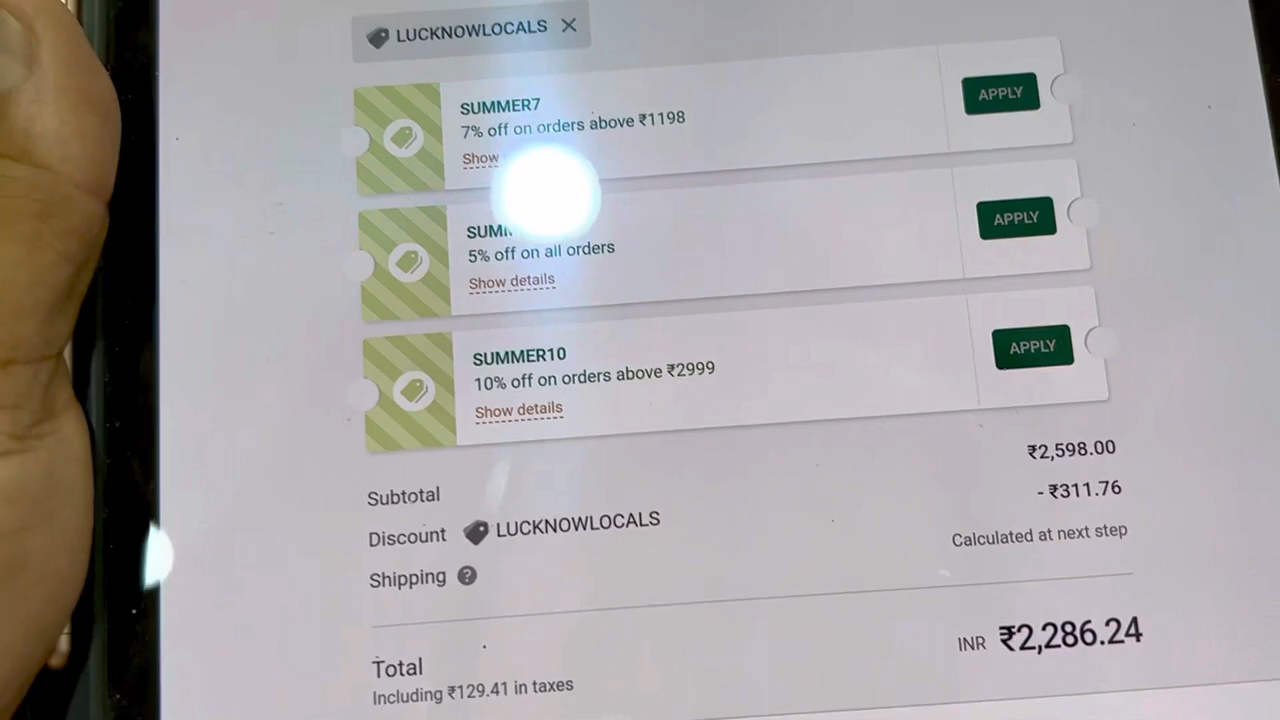 LUCKNOWLOCALS
SUMMER7
7% off on orders above ₹1198
Show
APPLY
5% off on all orders
Show details
APPLY
SUMMER10
10% off on orders above ₹2999
Show details
APPLY
Subtotal ₹2,598.00
Discount LUCKNOWLOCALS - ₹311.76
Shipping ? Calculated at next step
Total INR ₹2,286.24
Including ₹129.41 in taxes